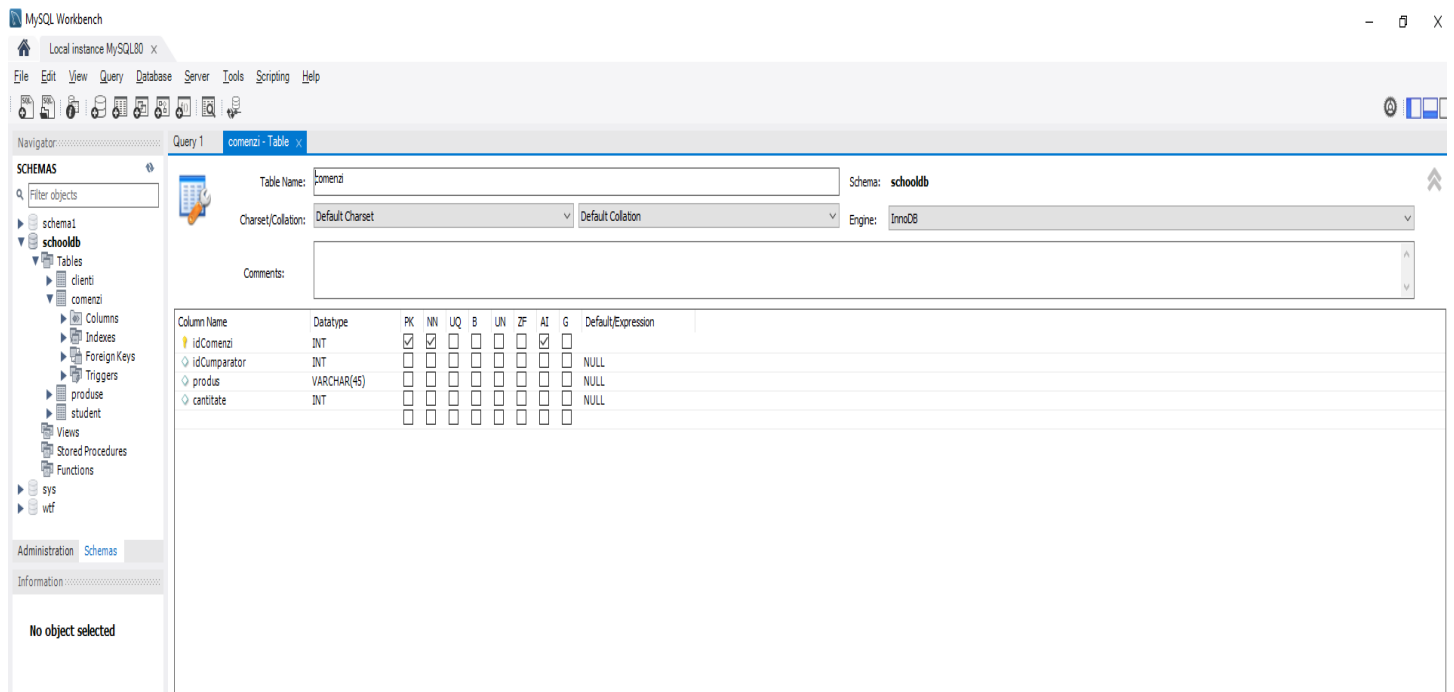 MySQL Workbench
Local instance MySQL80 x
File Edit View Query Database Server Tools Scripting Help
Navigator
SCHEMAS
Filter objects
schema1
schooldb
Tables
clienti
comenzi
Columns
Indexes
Foreign Keys
Triggers
produse
student
Views
Stored Procedures
Functions
sys
wtf
Administration Schemas
Information
No object selected
Query 1 comenzi - Table x
Table Name: comenzi Schema: schooldb
Charset/Collation: Default Charset Default Collation Engine: InnoDB
Comments:
Column Name Datatype PK NN UQ B UN ZF AI G Default/Expression
idComenzi INT
idCumparator INT NULL
produs VARCHAR(45) NULL
cantitate INT NULL